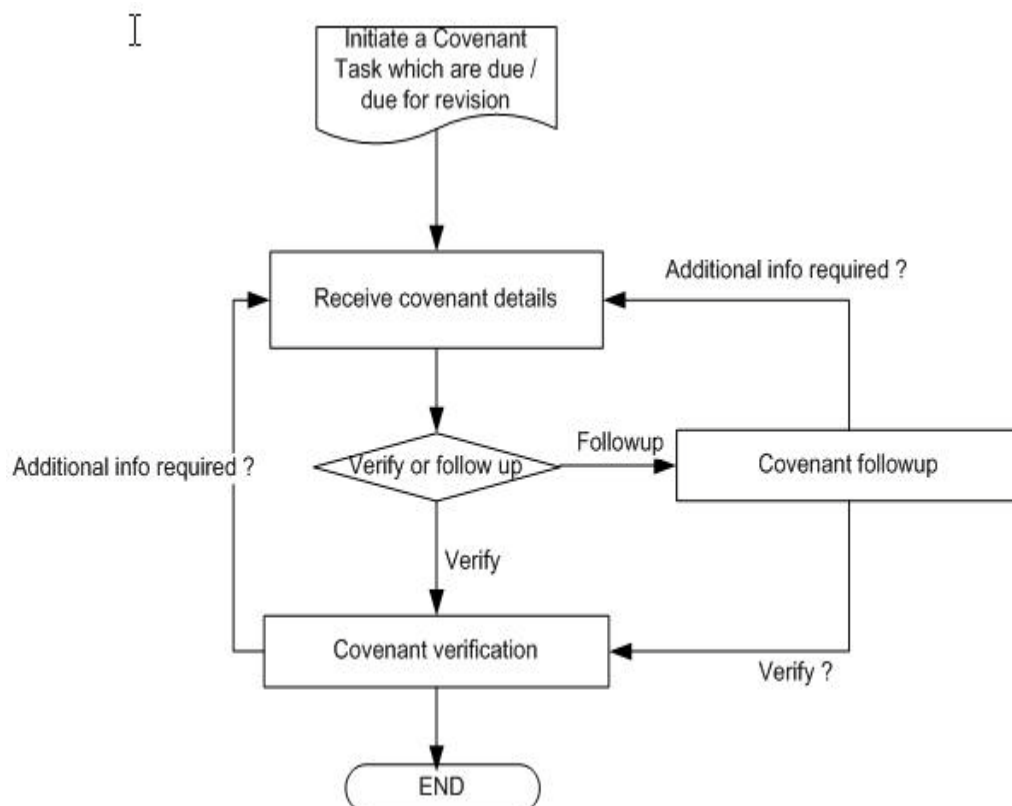 Initiate a Covenant
Task which are due /
due for revision
Additional info required ?
Receive covenant details
Followup
Additional info required ?
Verify or follow up
Covenant followup
Verify
Covenant verification
Verify ?
END